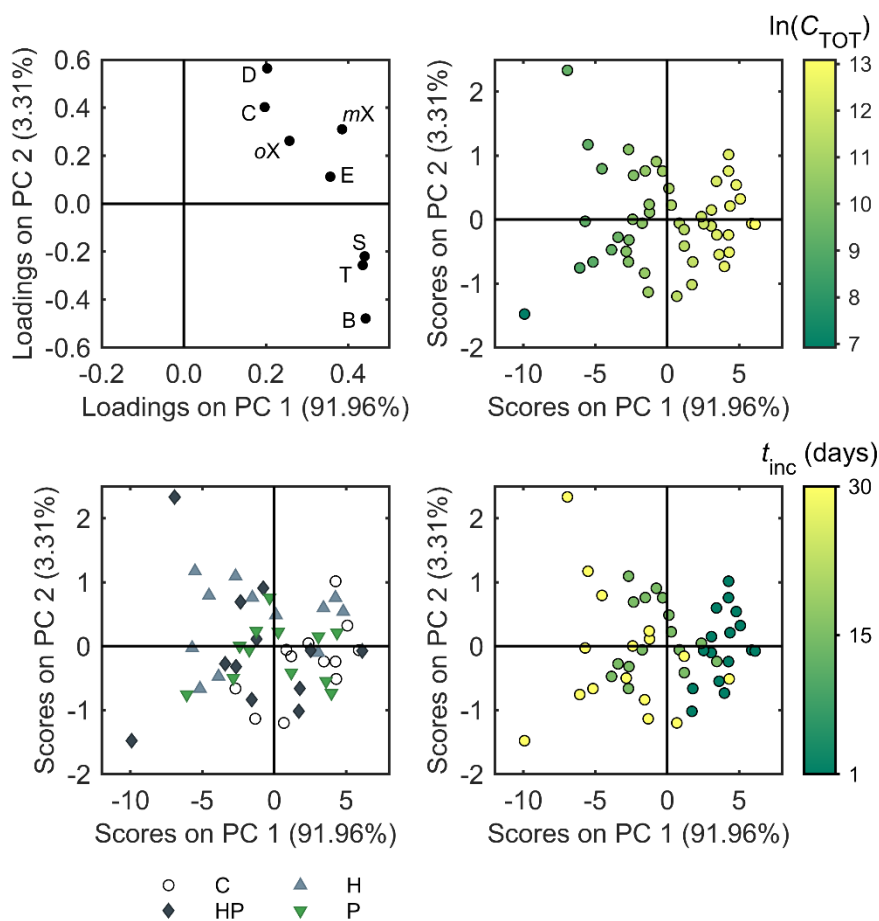 ln(C_TOT)
0.6
0.4
0.2
0.0
-0.2
-0.4
-0.6
Loadings on PC 2 (3.31%)
D
C
mX
oX
E
S
T
B
-0.2
0.0
0.2
0.4
Loadings on PC 1 (91.96%)
2
1
0
-1
-2
Scores on PC 2 (3.31%)
-10
-5
0
5
Scores on PC 1 (91.96%)
13
12
11
10
9
8
7
t_inc (days)
2
1
0
-1
-2
Scores on PC 2 (3.31%)
-10
-5
0
5
Scores on PC 1 (91.96%)
2
1
0
-1
-2
Scores on PC 2 (3.31%)
-10
-5
0
5
Scores on PC 1 (91.96%)
30
15
1
C
H
HP
P